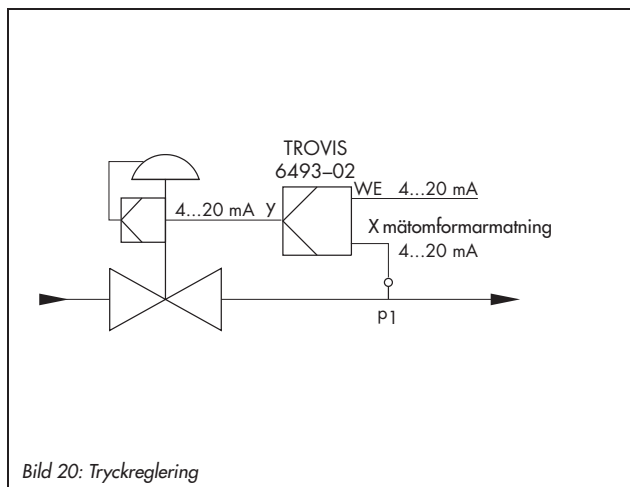 TROVIS
6493–02
WE 4...20 mA
4...20 mA y
X mätomformarmatning
4...20 mA
p1
Bild 20: Tryckreglering